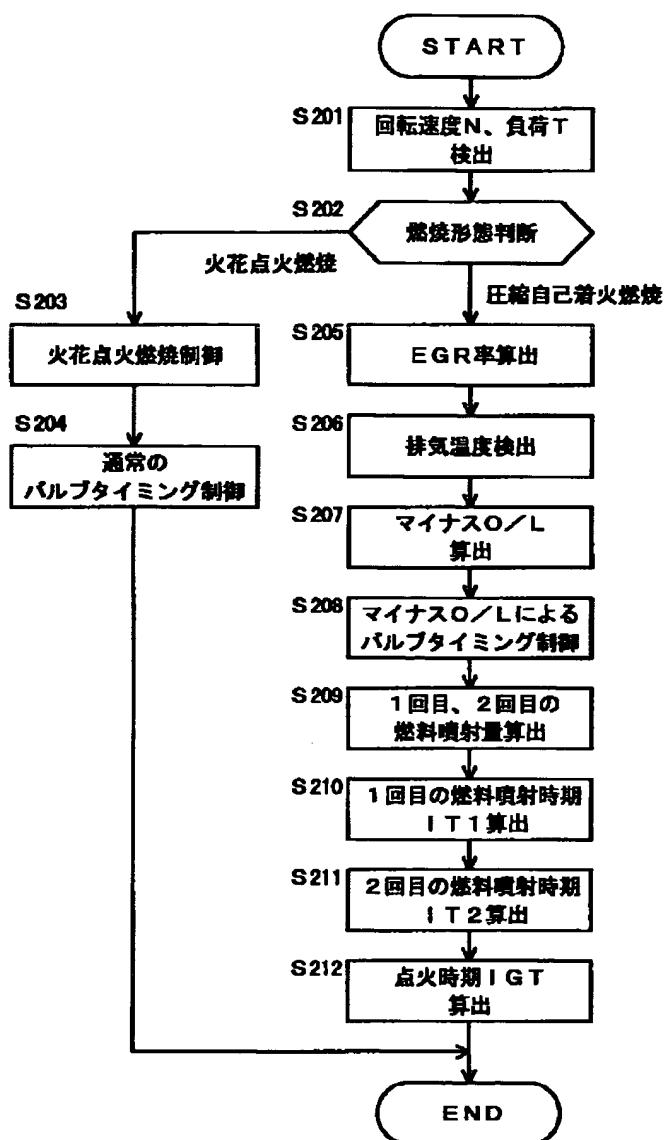 START
S201
回転速度N、負荷T
検出
S202
燃焼形態判断
火花点火燃焼
圧縮自己着火燃焼
S203
火花点火燃焼制御
S204
通常の
バルブタイミング制御
S205
EGR率算出
S206
排気温度検出
S207
マイナスO/L
算出
S208
マイナスO/Lによる
バルブタイミング制御
S209
1回目、2回目の
燃料噴射量算出
S210
1回目の燃料噴射時期
IT1算出
S211
2回目の燃料噴射時期
IT2算出
S212
点火時期IGT
算出
END